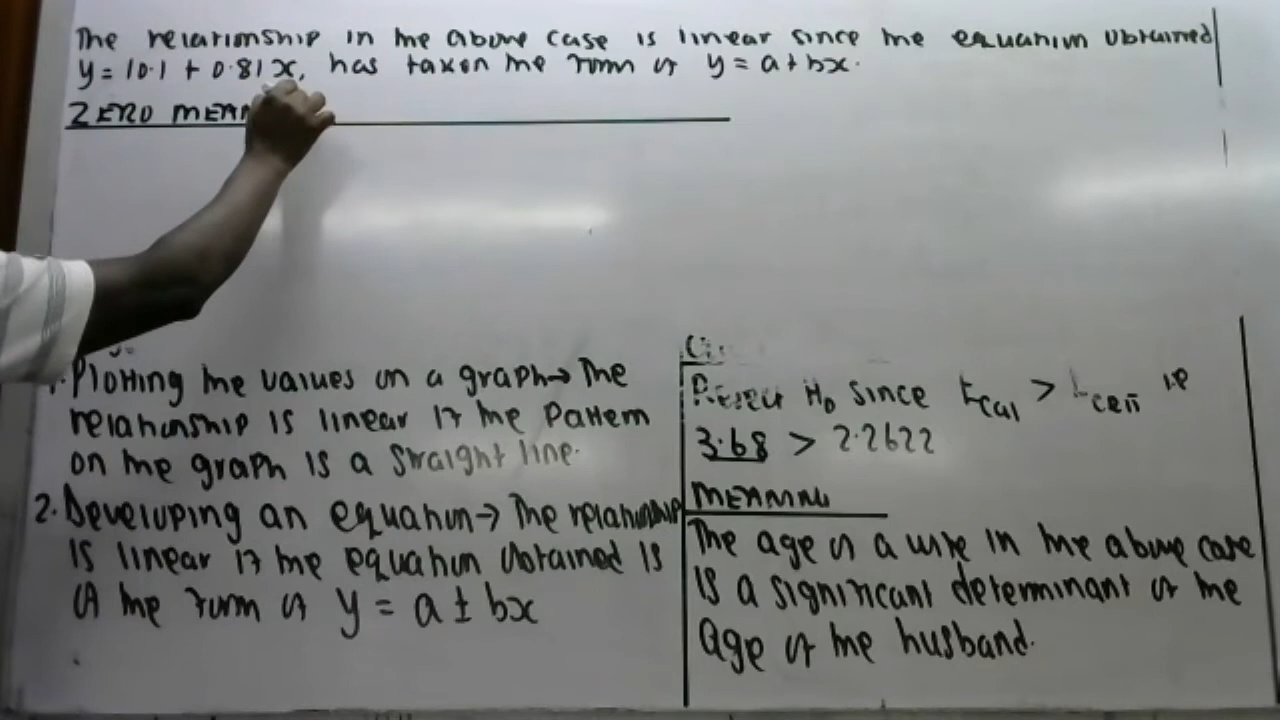 The relationship in the above case is linear since the equation obtained
y = 10.1 + 0.81x, has taken the form of y = a + bx.
ZERO MEAN
1. Plotting the values on a graph → The
relationship is linear if the pattern
on the graph is a straight line.
2. Developing an equation → The relationship
is linear if the equation obtained is
of the form of y = a ± bx
Reject H0 since tcal > tcrit ie
3.68 > 2.2622
MEANING
The age of a wife in the above case
is a significant determinant of the
age of the husband.